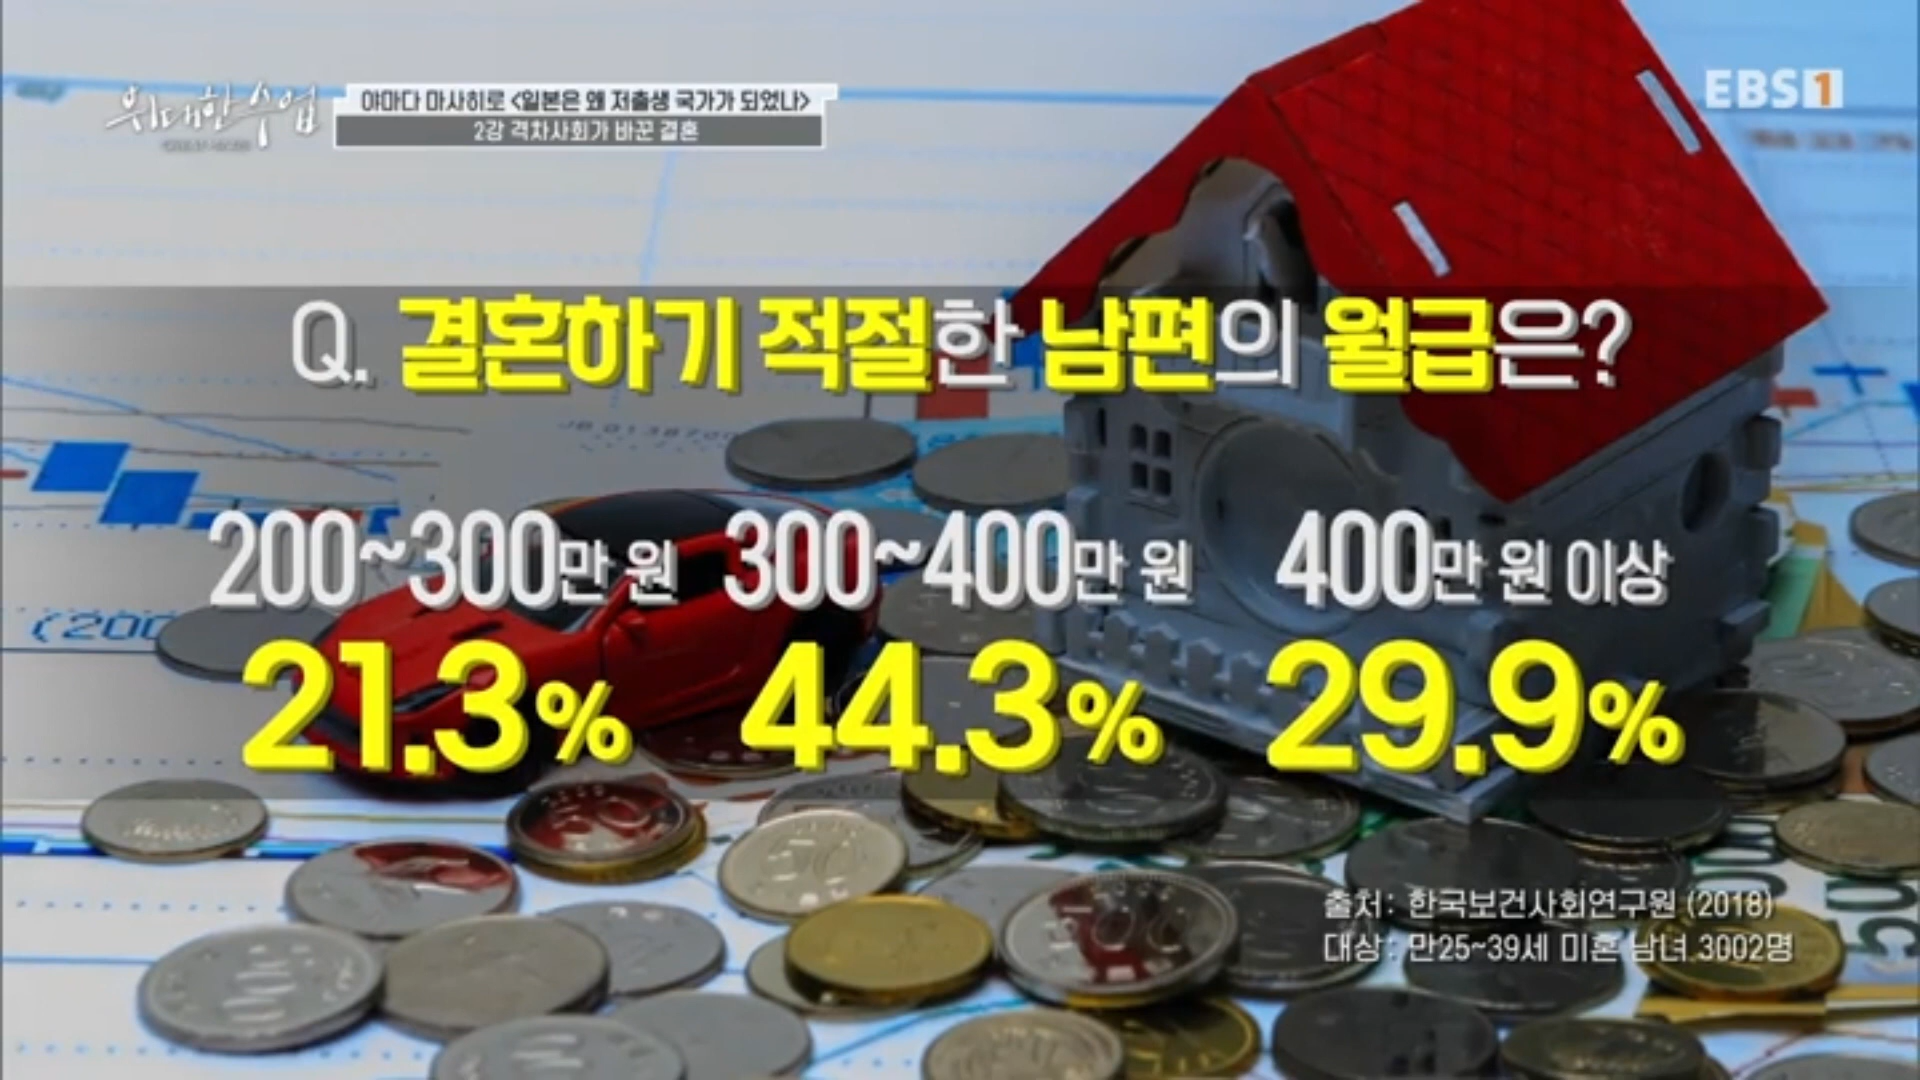 위대한 수업
야마다 마사히로 <일본은 왜 저출생 국가가 되었나>
2강 격차사회가 바꾼 결혼
EBS1
Q. 결혼하기 적절한 남편의 월급은?
200~300만 원 300~400만 원 400만 원 이상
21.3% 44.3% 29.9%
출처: 한국보건사회연구원 (2018)
대상: 만25~39세 미혼 남녀 3002명